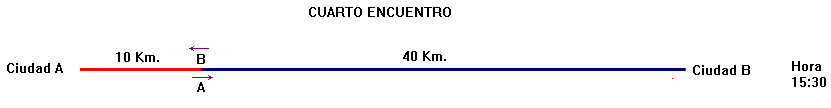 CUARTO ENCUENTRO
10 Km.
B
40 Km.
Ciudad A
Ciudad B
Hora
15:30
A